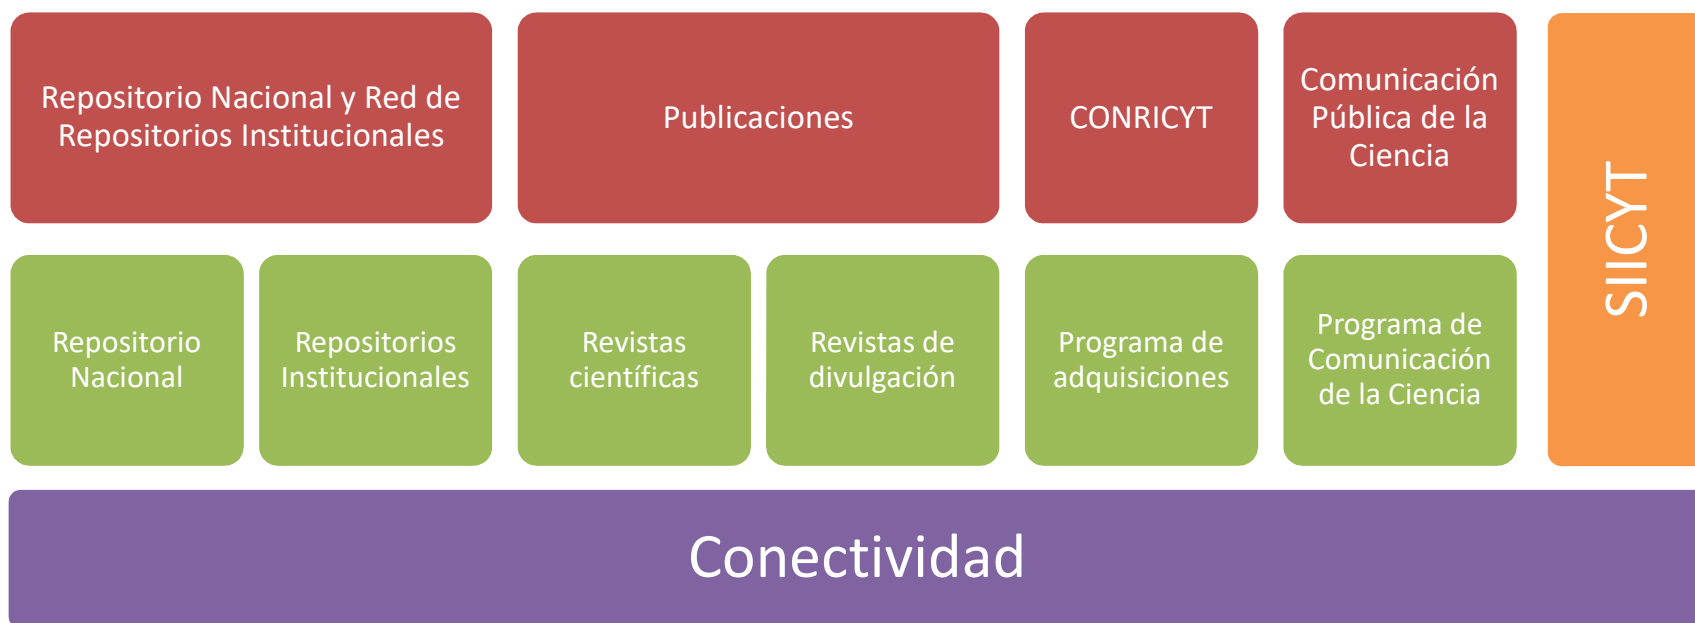 Repositorio Nacional y Red de
Repositorios Institucionales
Publicaciones
CONRICYT
Comunicación
Pública de la
Ciencia
SIICYT
Repositorio
Nacional
Repositorios
Institucionales
Revistas
científicas
Revistas de
divulgación
Programa de
adquisiciones
Programa de
Comunicación
de la Ciencia
Conectividad